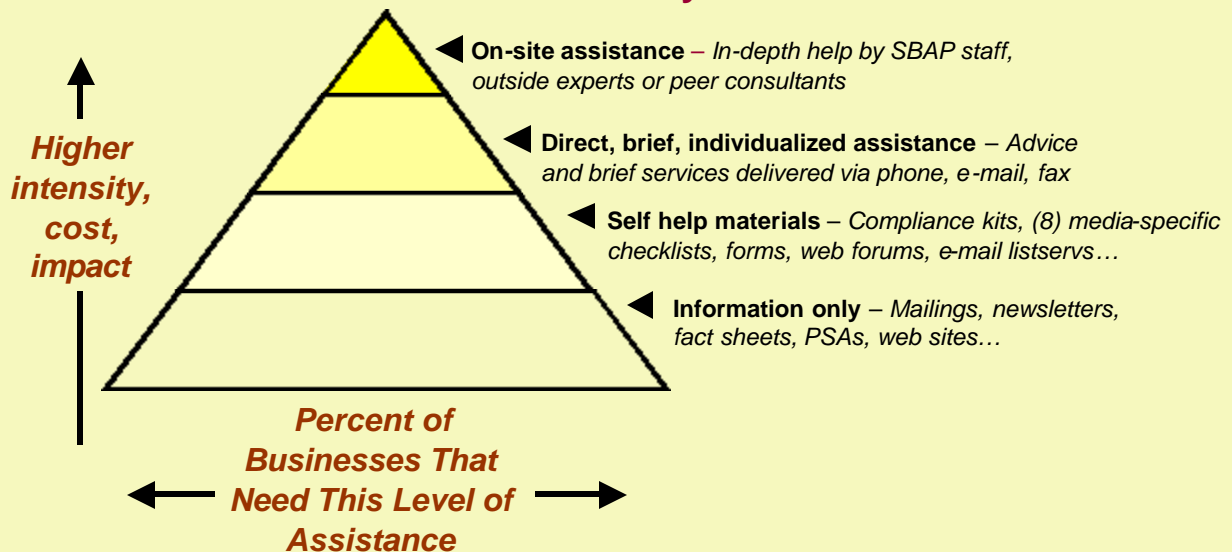 On-site assistance – In-depth help by SBAP staff,
outside experts or peer consultants
Higher
intensity,
cost,
impact
Direct, brief, individualized assistance – Advice
and brief services delivered via phone, e-mail, fax
Self help materials – Compliance kits, (8) media-specific
checklists, forms, web forums, e-mail listservs…
Information only – Mailings, newsletters,
fact sheets, PSAs, web sites…
Percent of
Businesses That
Need This Level of
Assistance